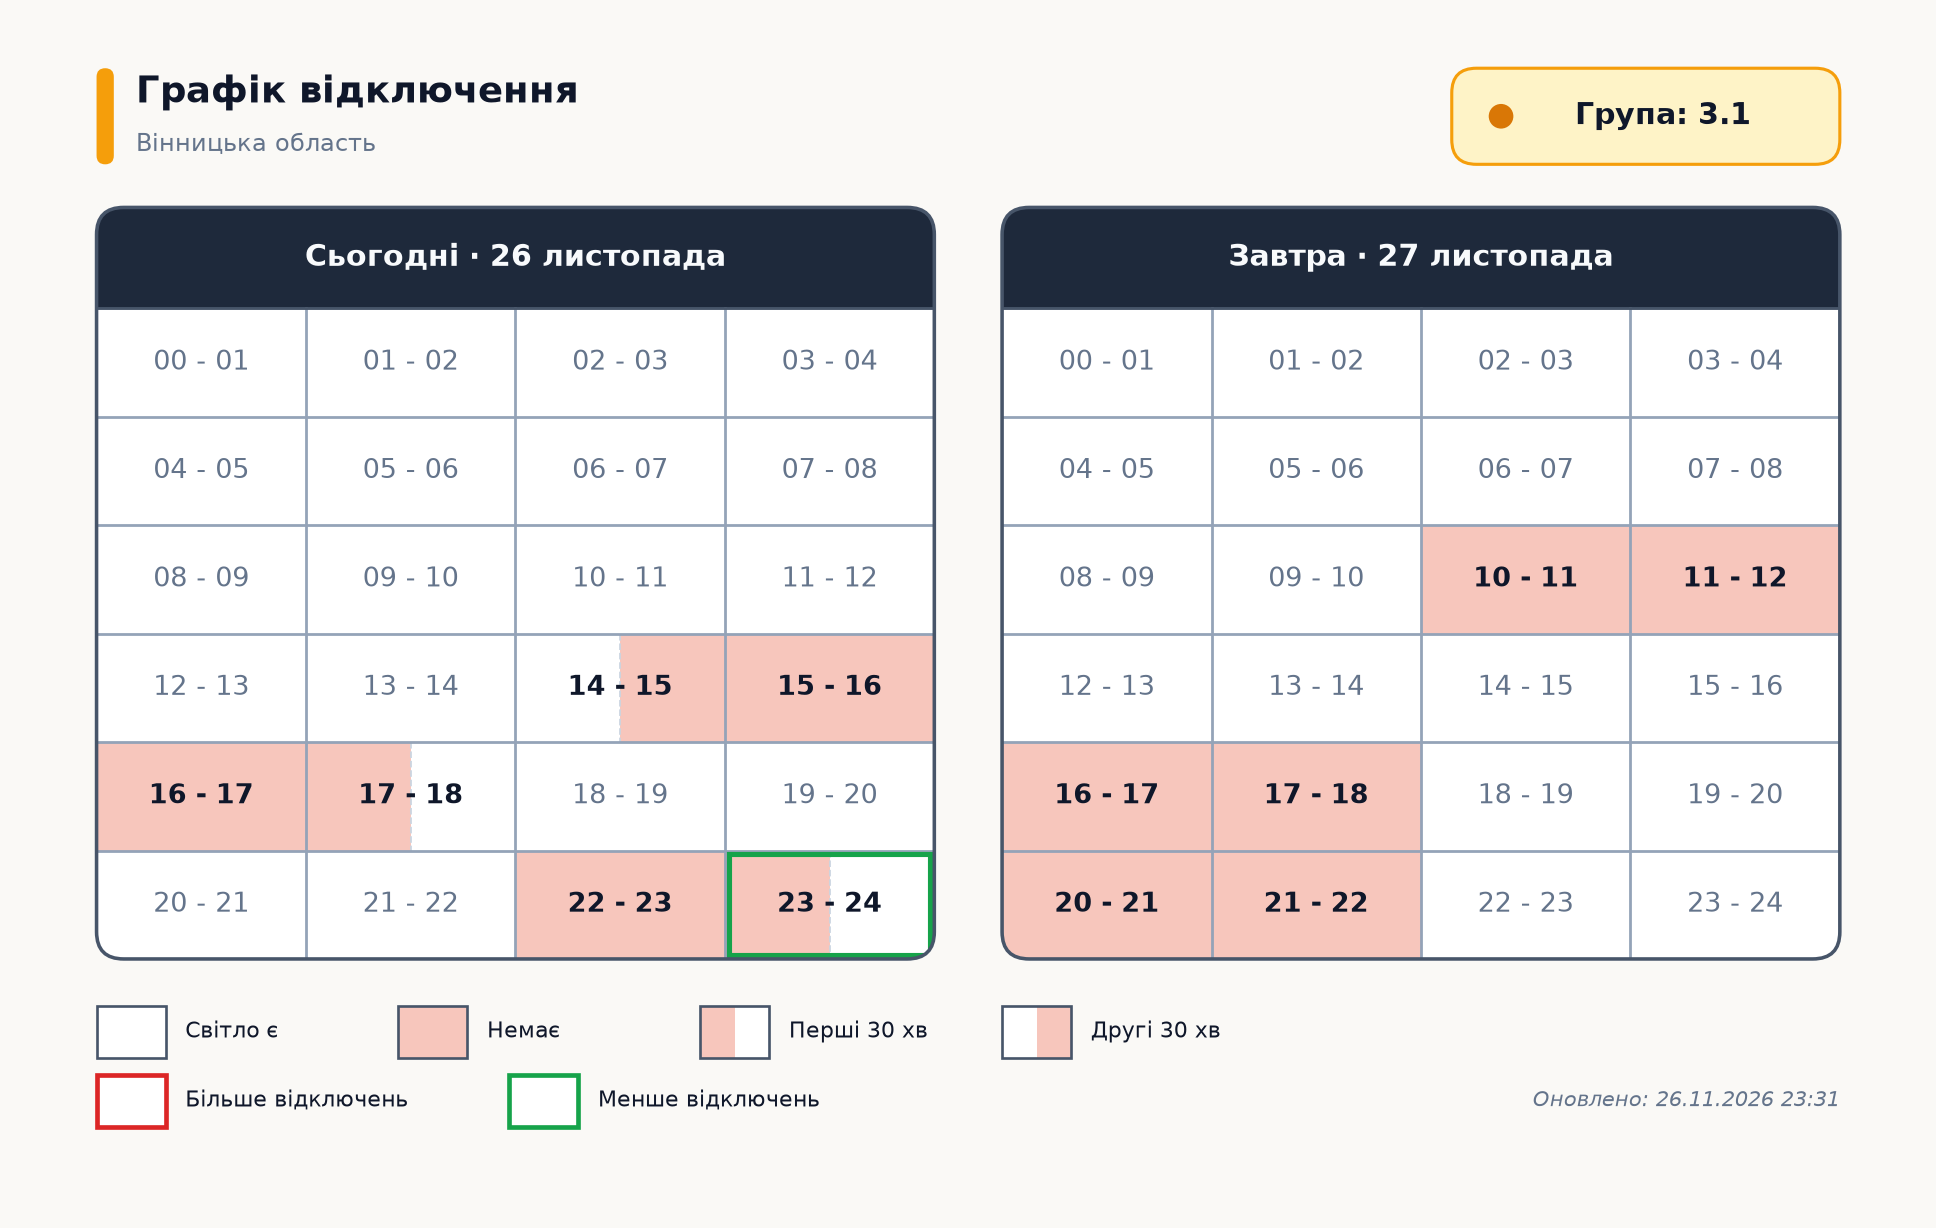 Графік відключення
Вінницька область
Група: 3.1
Сьогодні · 26 листопада
00 - 01 01 - 02 02 - 03 03 - 04
04 - 05 05 - 06 06 - 07 07 - 08
08 - 09 09 - 10 10 - 11 11 - 12
12 - 13 13 - 14 14 - 15 15 - 16
16 - 17 17 - 18 18 - 19 19 - 20
20 - 21 21 - 22 22 - 23 23 - 24
Завтра · 27 листопада
00 - 01 01 - 02 02 - 03 03 - 04
04 - 05 05 - 06 06 - 07 07 - 08
08 - 09 09 - 10 10 - 11 11 - 12
12 - 13 13 - 14 14 - 15 15 - 16
16 - 17 17 - 18 18 - 19 19 - 20
20 - 21 21 - 22 22 - 23 23 - 24
Світло є Немає Перші 30 хв Другі 30 хв
Більше відключень Менше відключень
Оновлено: 26.11.2026 23:31